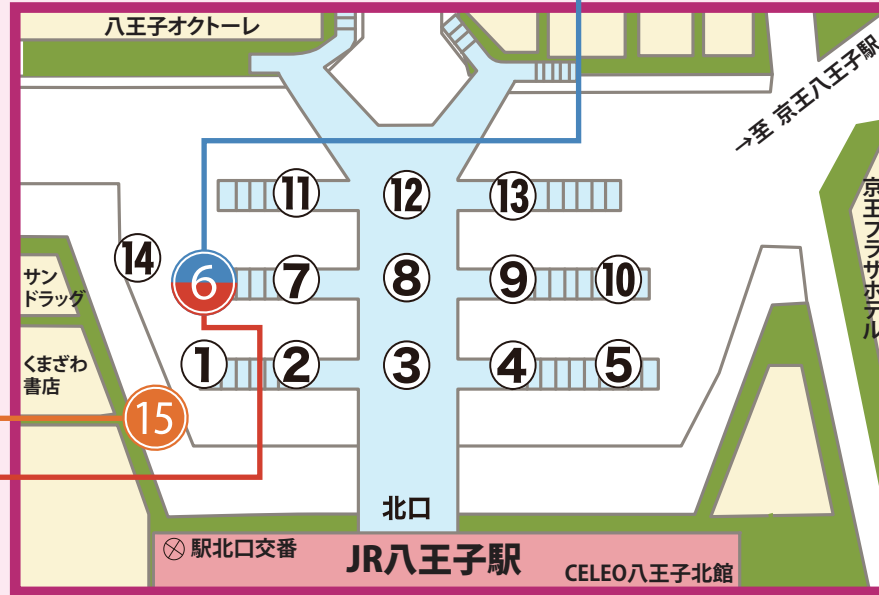 八王子オクトーレ
→至 京王八王子駅
京王プラザホテル
⑪
⑫
⑬
⑭
サン
ドラッグ
6
⑦
⑧
⑨
⑩
くまざわ
書店
①
②
③
④
⑤
15
北口
駅北口交番
JR八王子駅
CELEO八王子北館